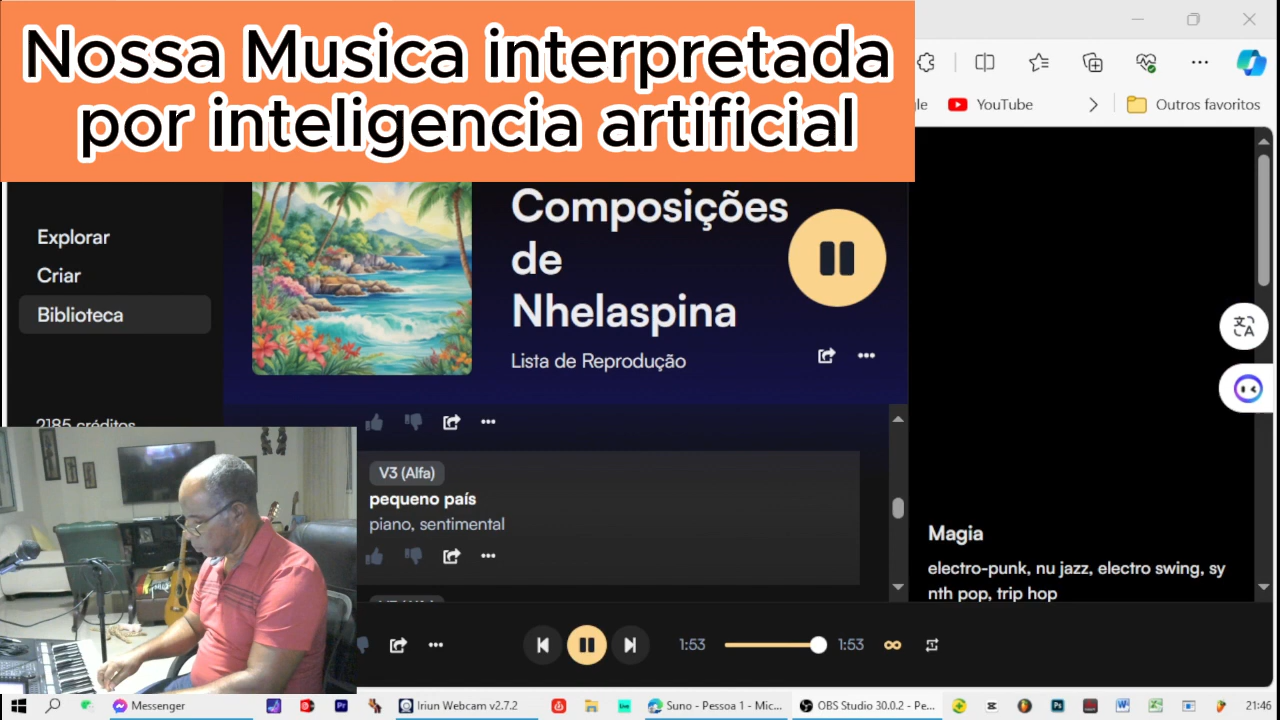 Nossa Musica interpretada
por inteligencia artificial
YouTube
Outros favoritos
Explorar
Criar
Biblioteca
2185 créditos
Composições
de
Nhelaspina
Lista de Reprodução
V3 (Alfa)
pequeno país
piano, sentimental
Magia
electro-punk, nu jazz, electro swing, sy
nth pop, trip hop
1:53
1:53
Messenger
Iriun Webcam v2.7.2
Suno - Pessoa 1 - Mic...
OBS Studio 30.0.2 - Pe...
21:46